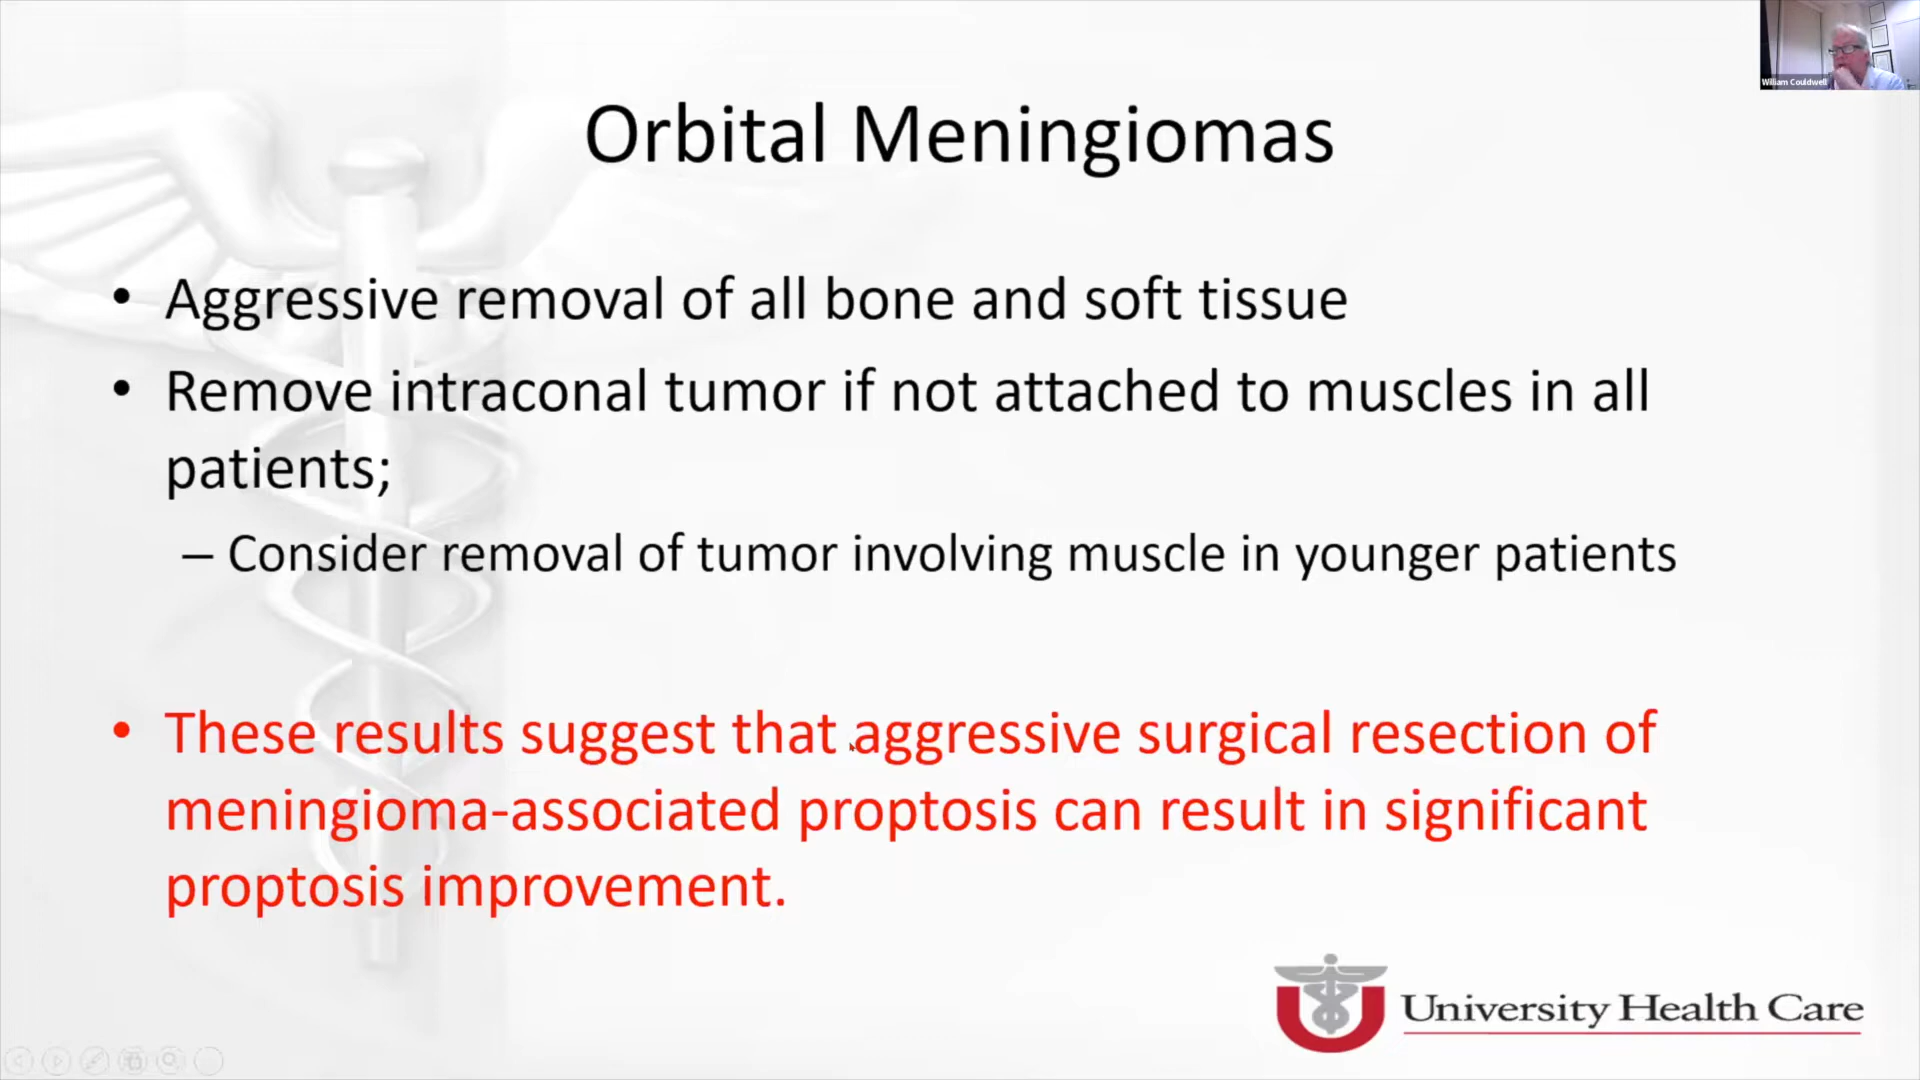 William Couldwell
Orbital Meningiomas
• Aggressive removal of all bone and soft tissue
• Remove intraconal tumor if not attached to muscles in all
patients;
– Consider removal of tumor involving muscle in younger patients
• These results suggest that aggressive surgical resection of
meningioma-associated proptosis can result in significant
proptosis improvement.
University Health Care